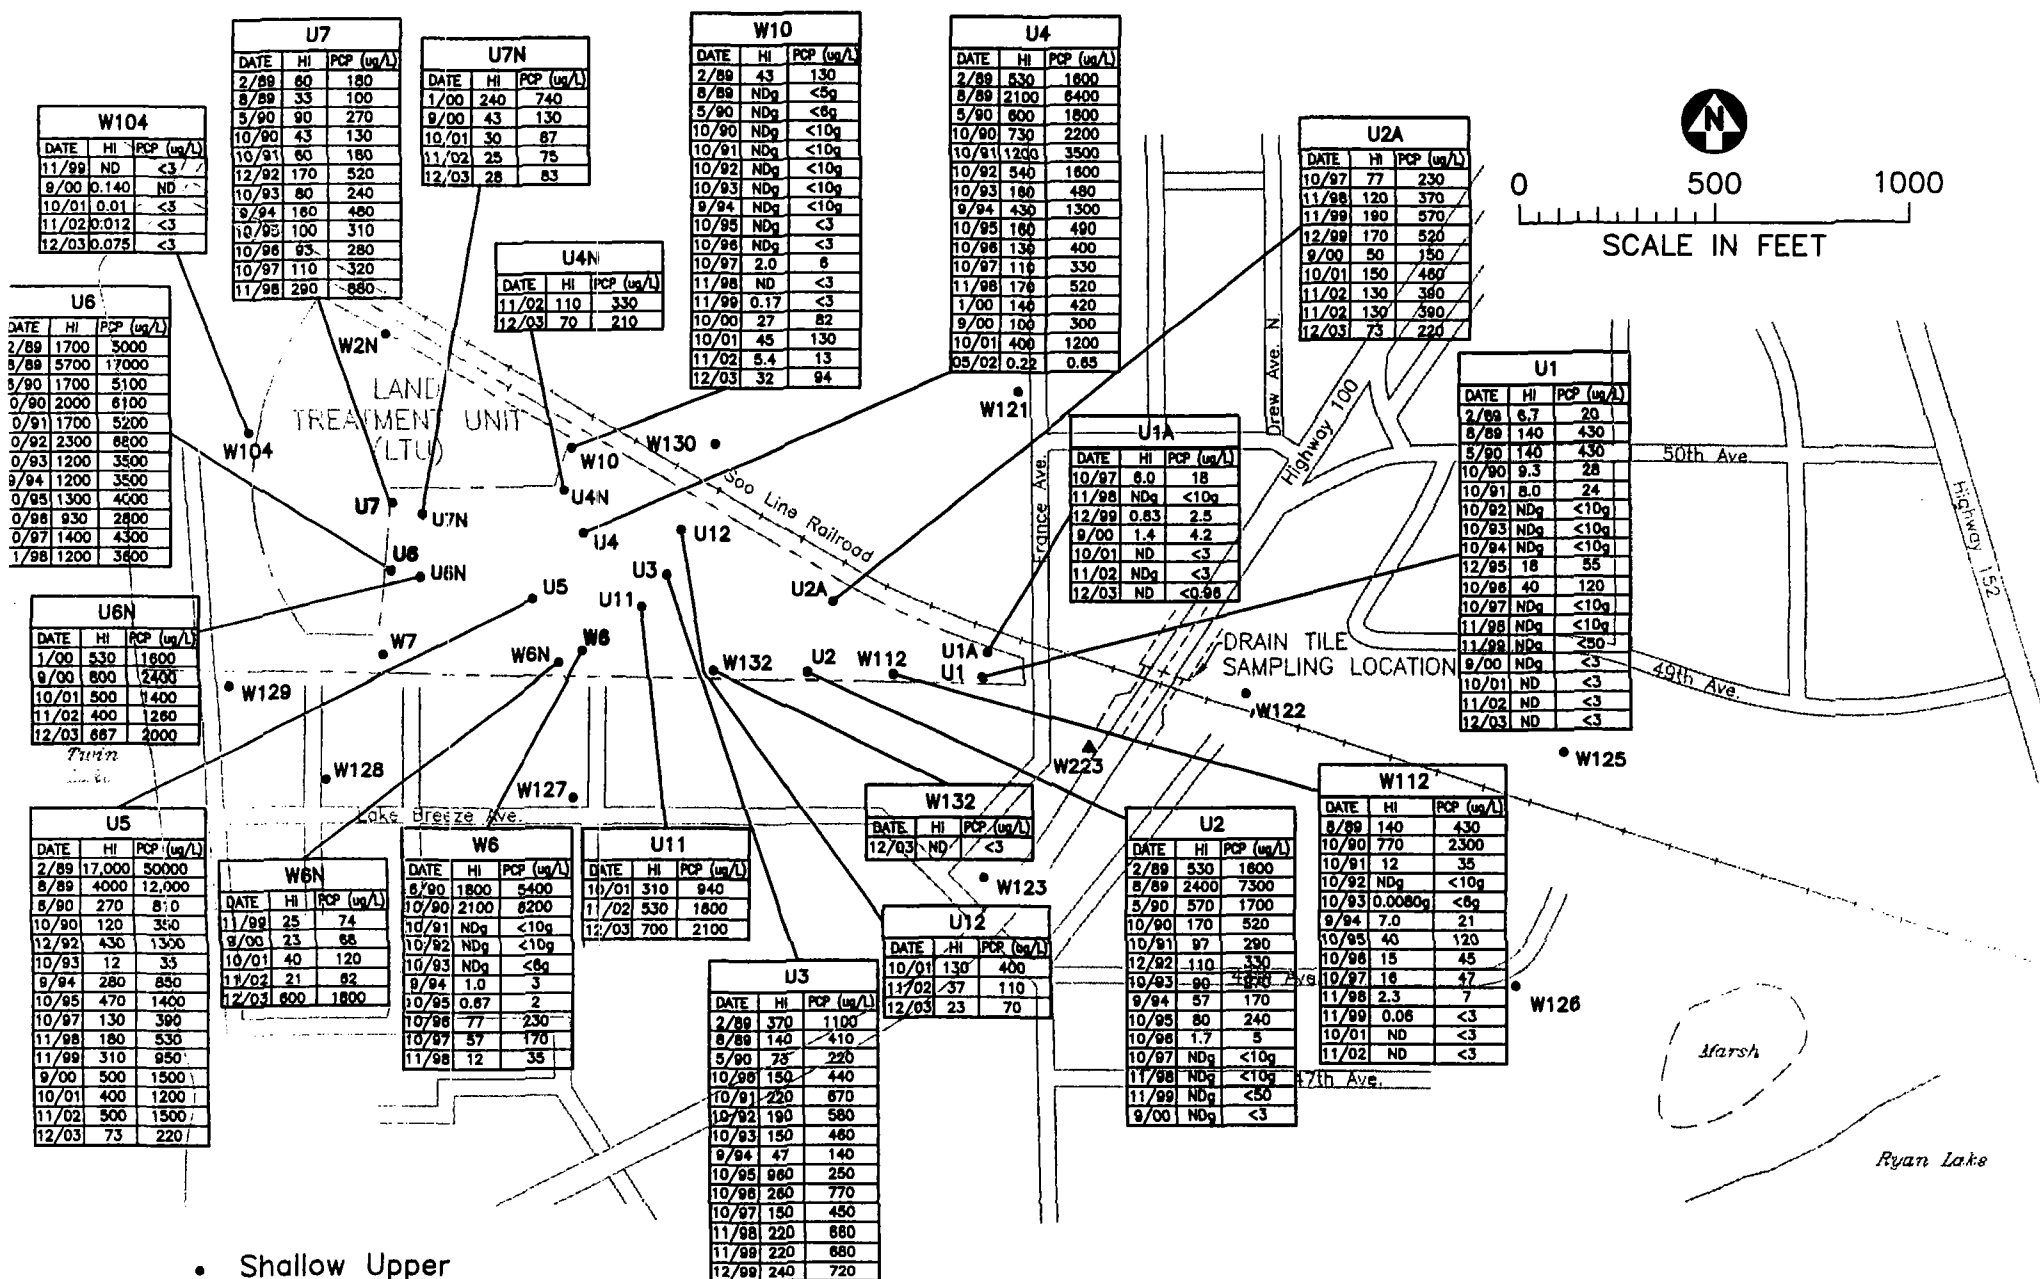 U7
DATE HI PCP (ug/L)
2/89 60 180
8/89 33 100
5/90 90 270
10/90 43 130
10/91 60 180
12/92 170 520
10/93 80 240
9/94 160 480
10/95 100 310
10/96 93 280
10/97 110 320
11/98 290 880
U7N
DATE HI PCP (ug/L)
1/00 240 740
9/00 43 130
10/01 30 87
11/02 25 75
12/03 28 83
W10
DATE HI PCP (ug/L)
2/89 43 130
8/89 NDg <5g
5/90 NDg <6g
10/90 NDg <10g
10/91 NDg <10g
10/92 NDg <10g
10/93 NDg <10g
9/94 NDg <10g
10/95 NDg <3
10/96 NDg <3
10/97 2.0 6
11/98 ND <3
11/99 0.17 <3
10/00 27 82
10/01 45 130
11/02 5.4 13
12/03 32 94
U4
DATE HI PCP (ug/L)
2/89 530 1600
8/89 2100 6400
5/90 600 1800
10/90 730 2200
10/91 1200 3500
10/92 540 1600
10/93 160 480
9/94 430 1300
10/95 160 490
10/96 130 400
10/97 110 330
11/98 170 520
1/00 140 420
9/00 100 300
10/01 400 1200
05/02 0.22 0.65
U2A
DATE HI PCP (ug/L)
10/97 77 230
11/98 120 370
11/99 190 570
12/99 170 520
9/00 50 150
10/01 150 460
11/02 130 390
11/02 130 390
12/03 73 220
N
0 500 1000
SCALE IN FEET
W104
DATE HI PCP (ug/L)
11/99 ND <3
9/00 0.140 ND
10/01 0.01 <3
11/02 0.012 <3
12/03 0.075 <3
U4N
DATE HI PCP (ug/L)
11/02 110 330
12/03 70 210
U6
DATE HI PCP (ug/L)
2/89 1700 5000
8/89 5700 17000
5/90 1700 5100
0/90 2000 6100
0/91 1700 5200
0/92 2300 6800
0/93 1200 3500
9/94 1200 3500
0/95 1300 4000
0/96 930 2800
0/97 1400 4300
1/98 1200 3600
U1
DATE HI PCP (ug/L)
2/89 6.7 20
8/89 140 430
5/90 140 430
10/90 9.3 28
10/91 8.0 24
10/92 NDg <10g
10/93 NDg <10g
10/94 NDg <10g
12/95 18 55
10/96 40 120
10/97 NDg <10g
11/98 NDg <10g
11/99 NDg <50
9/00 NDg <3
10/01 ND <3
11/02 ND <3
12/03 ND <3
U1A
DATE HI PCP (ug/L)
10/97 6.0 18
11/98 NDg <10g
12/99 0.83 2.5
9/00 1.4 4.2
10/01 ND <3
11/02 NDg <3
12/03 ND <0.96
W2N
LAND
TREATMENT UNIT
(LTU)
W104
W10
W130
W121
U4N
U7
U7N
U4
U12
Soo Line Railroad
France Ave.
Drew Ave. N
Highway 100
50th Ave
Highway 152
49th Ave.
U6
U6N
U5
U3
U11
U2A
W7
W6N
W6
W132
U2
W112
U1A
U1
DRAIN TILE
SAMPLING LOCATION
W129
W122
W125
W223
W128
W127
Lake Breeze Ave.
Twin
U6N
DATE HI PCP (ug/L)
1/00 530 1600
9/00 800 2400
10/01 500 1400
11/02 400 1260
12/03 667 2000
U5
DATE HI PCP (ug/L)
2/89 17,000 50000
8/89 4000 12,000
8/90 270 810
10/90 120 350
12/92 430 1300
10/93 12 35
9/94 280 850
10/95 470 1400
10/97 130 390
11/98 180 530
11/99 310 950
9/00 500 1500
10/01 400 1200
11/02 500 1500
12/03 73 220
W6N
DATE HI PCP (ug/L)
11/99 25 74
9/00 23 68
10/01 40 120
11/02 21 62
12/03 600 1800
W6
DATE HI PCP (ug/L)
6/90 1800 5400
10/90 2100 6200
10/91 NDg <10g
10/92 NDg <10g
10/93 NDg <6g
9/94 1.0 3
10/95 0.67 2
10/96 77 230
10/97 57 170
11/98 12 35
U11
DATE HI PCP (ug/L)
10/01 310 940
11/02 530 1600
12/03 700 2100
W132
DATE HI PCP (ug/L)
12/03 ND <3
W123
U12
DATE HI PCP (ug/L)
10/01 130 400
11/02 37 110
12/03 23 70
U3
DATE HI PCP (ug/L)
2/89 370 1100
8/89 140 410
5/90 73 220
10/90 150 440
10/91 220 670
10/92 190 580
10/93 150 460
9/94 47 140
10/95 960 250
10/96 260 770
10/97 150 450
11/98 220 660
11/99 220 680
12/99 240 720
U2
DATE HI PCP (ug/L)
2/89 530 1600
8/89 2400 7300
5/90 570 1700
10/90 170 520
10/91 97 290
12/92 110 330
10/93 90
9/94 57 170
10/95 80 240
10/96 1.7 5
10/97 NDg <10g
11/98 NDg <10g
11/99 NDg <50
9/00 NDg <3
W112
DATE HI PCP (ug/L)
8/89 140 430
10/90 770 2300
10/91 12 35
10/92 NDg <10g
10/93 0.0080g <6g
9/94 7.0 21
10/95 40 120
10/96 15 45
10/97 16 47
11/98 2.3 7
11/99 0.06 <3
10/01 ND <3
11/02 ND <3
Ave
47th Ave.
W126
Marsh
Ryan Lake
Shallow Upper